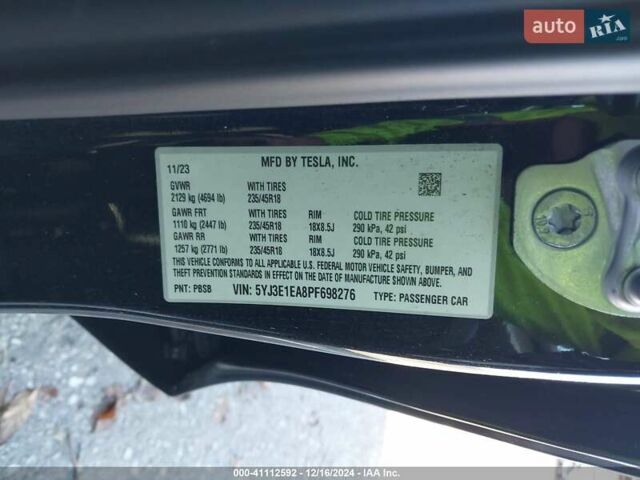 auto RIA
.com
11/23 MFD BY TESLA, INC.
GVWR WITH TIRES
2129 kg (4694 lb) 235/45R18
GAWR FRT WITH TIRES RIM COLD TIRE PRESSURE
1110 kg (2447 lb) 235/45R18 18X8.5J 290 kPa, 42 psi
GAWR RR WITH TIRES RIM COLD TIRE PRESSURE
1257 kg (2771 lb) 235/45R18 18X8.5J 290 kPa, 42 psi
THIS VEHICLE CONFORMS TO ALL APPLICABLE
FEDERAL MOTOR VEHICLE SAFETY, BUMPER, AND
THEFT PREVENTION STANDARDS IN EFFECT ON THE
DATE OF MANUFACTURE SHOWN ABOVE.
PNT: PBSB VIN: 5YJ3E1EA8PF698276 TYPE: PASSENGER CAR
000-41112592 - 12/16/2024 - IAA Inc.